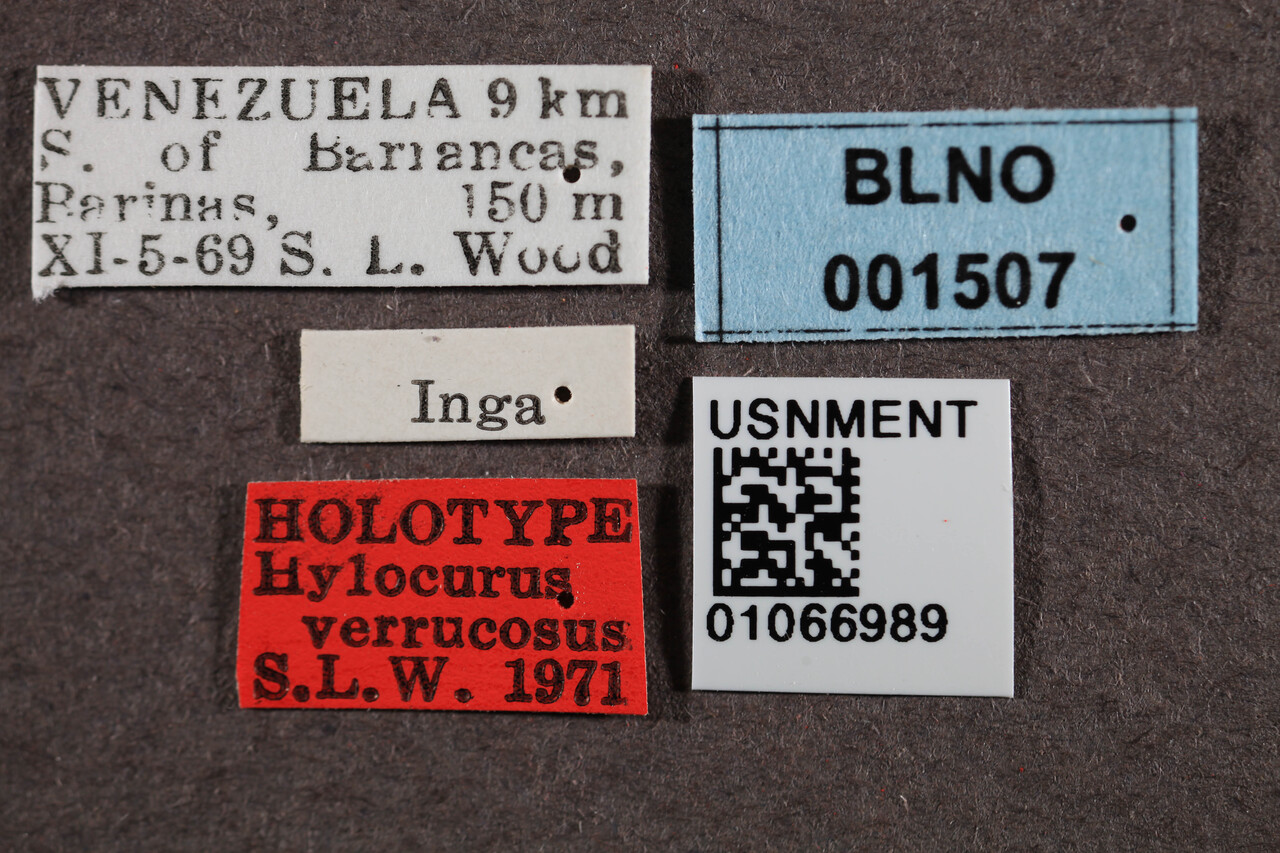 VENEZUELA 9 km
S. of Barrancas,
Barinas, 150 m
XI-5-69 S. L. Wood
Inga
HOLOTYPE
Hylocurus
verrucosus
S.L.W. 1971
BLNO
001507
USNMENT
01066989